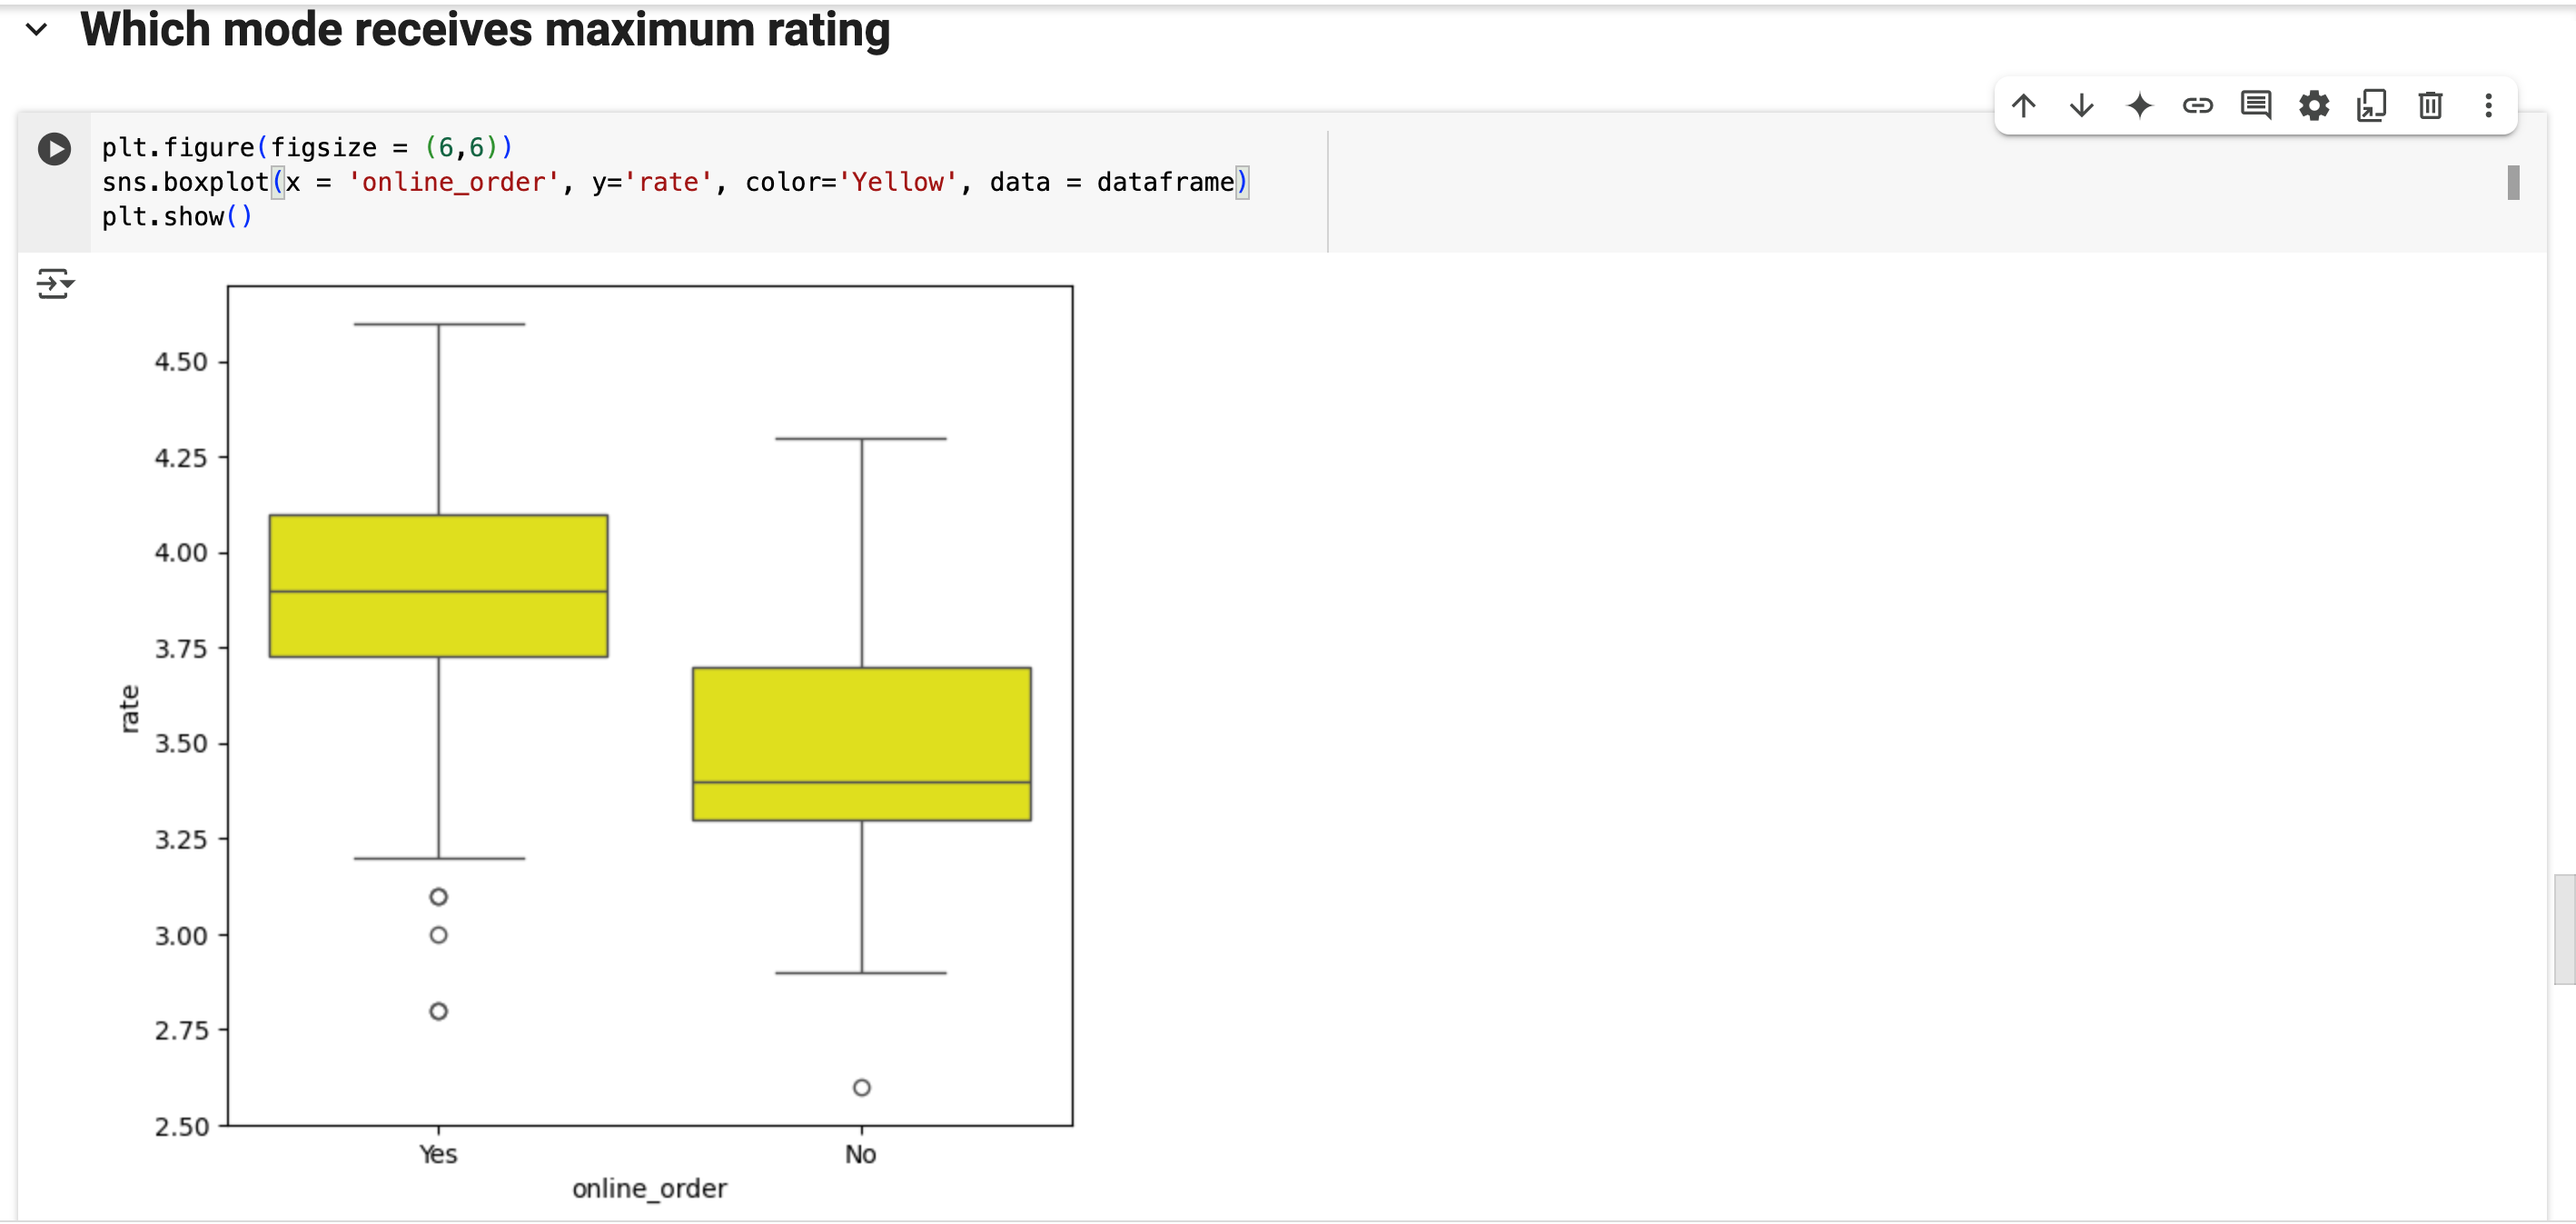 Which mode receives maximum rating
plt.figure(figsize = (6,6))
sns.boxplot(x = 'online_order', y='rate', color='Yellow', data = dataframe)
plt.show()
4.50
4.25
4.00
3.75
3.50
3.25
3.00
2.75
2.50
rate
Yes
No
online_order